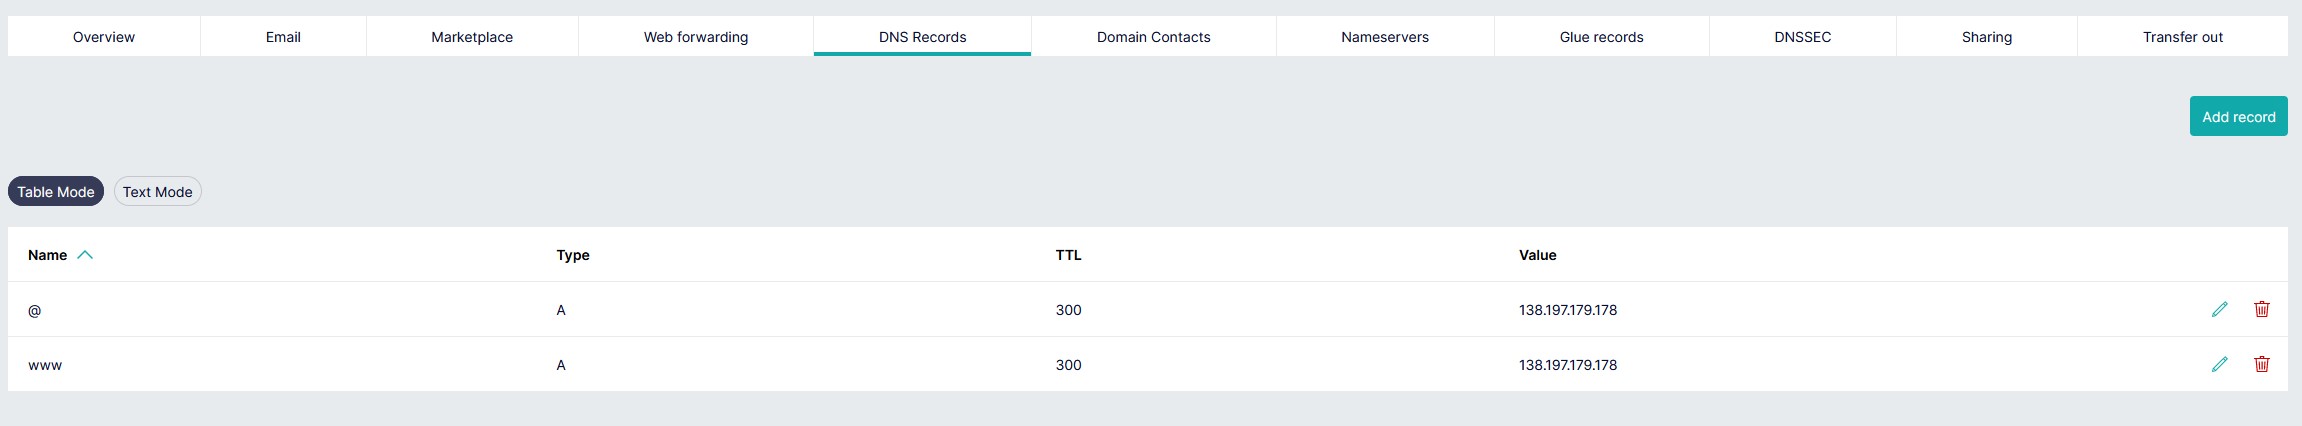 Overview Email Marketplace Web forwarding DNS Records Domain Contacts Nameservers Glue records DNSSEC Sharing Transfer out
Add record
Table Mode Text Mode
Name Type TTL Value
@ A 300 138.197.179.178
www A 300 138.197.179.178